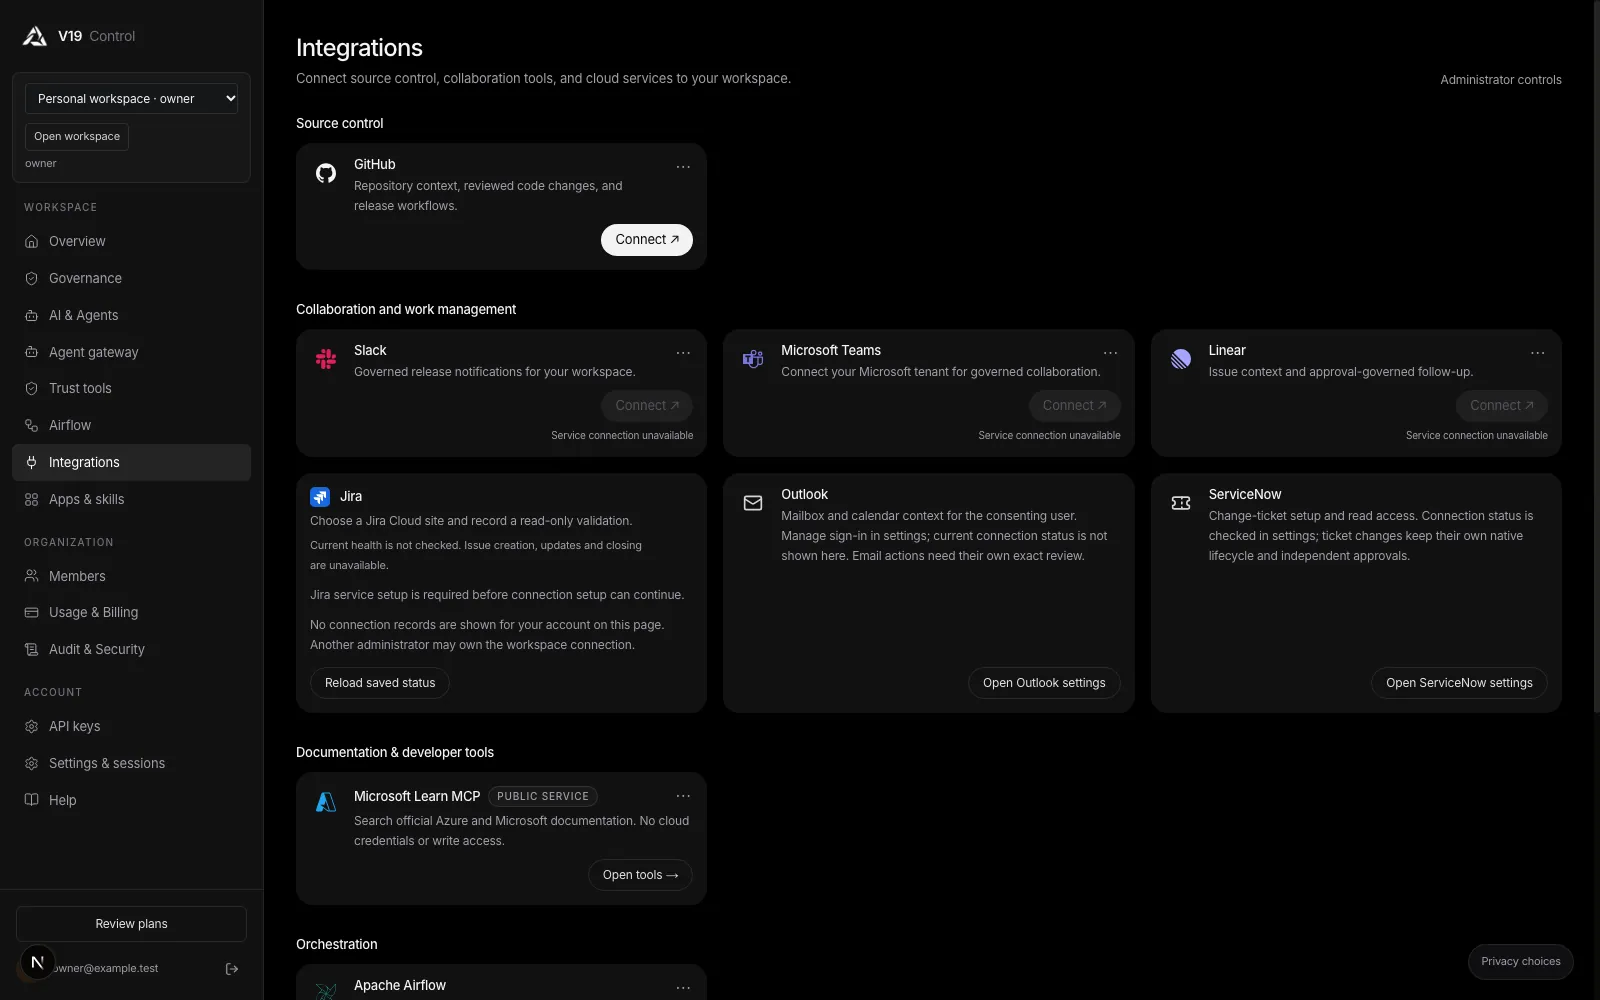 V19 Control
Personal workspace · owner
Open workspace
owner
WORKSPACE
Overview
Governance
AI & Agents
Agent gateway
Trust tools
Airflow
Integrations
Apps & skills
ORGANIZATION
Members
Usage & Billing
Audit & Security
ACCOUNT
API keys
Settings & sessions
Help
Review plans
N
owner@example.test
Integrations
Connect source control, collaboration tools, and cloud services to your workspace.
Administrator controls
Source control
GitHub
Repository context, reviewed code changes, and
release workflows.
Connect ↗
Collaboration and work management
Slack
Governed release notifications for your workspace.
Connect ↗
Service connection unavailable
Microsoft Teams
Connect your Microsoft tenant for governed collaboration.
Connect ↗
Service connection unavailable
Linear
Issue context and approval-governed follow-up.
Connect ↗
Service connection unavailable
Jira
Choose a Jira Cloud site and record a read-only validation.
Current health is not checked. Issue creation, updates and closing
are unavailable.
Jira service setup is required before connection setup can continue.
No connection records are shown for your account on this page.
Another administrator may own the workspace connection.
Reload saved status
Outlook
Mailbox and calendar context for the consenting user.
Manage sign-in in settings; current connection status is not
shown here. Email actions need their own exact review.
Open Outlook settings
ServiceNow
Change-ticket setup and read access. Connection status is
checked in settings; ticket changes keep their own native
lifecycle and independent approvals.
Open ServiceNow settings
Documentation & developer tools
Microsoft Learn MCP PUBLIC SERVICE
Search official Azure and Microsoft documentation. No cloud
credentials or write access.
Open tools →
Orchestration
Apache Airflow
Privacy choices